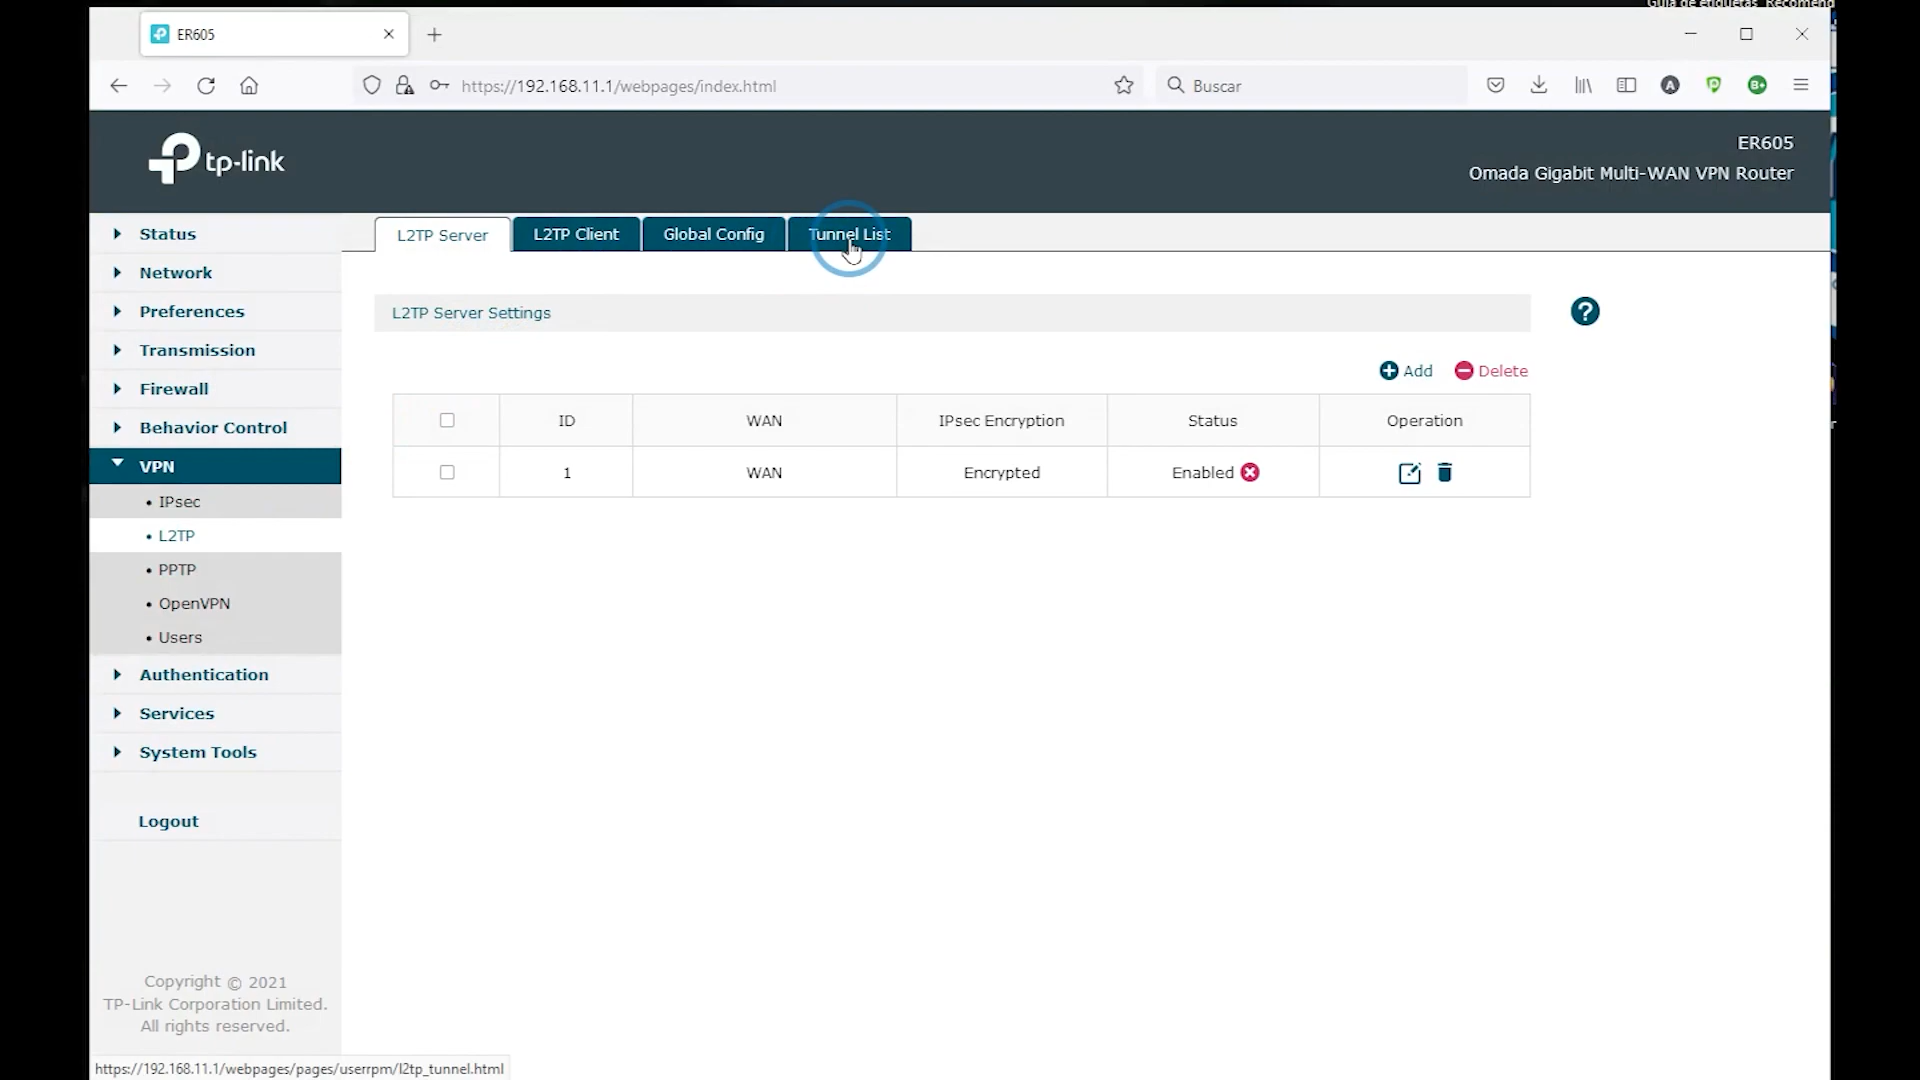 Guia de etiquetas Recomend
ER605
https://192.168.11.1/webpages/index.html
Buscar
tp-link
ER605
Omada Gigabit Multi-WAN VPN Router
Status
Network
Preferences
Transmission
Firewall
Behavior Control
VPN
• IPsec
• L2TP
• PPTP
• OpenVPN
• Users
Authentication
Services
System Tools
Logout
Copyright © 2021
TP-Link Corporation Limited.
All rights reserved.
L2TP Server L2TP Client Global Config Tunnel List
L2TP Server Settings
?
Add Delete
ID WAN IPsec Encryption Status Operation
1 WAN Encrypted Enabled
https://192.168.11.1/webpages/pages/userrpm/l2tp_tunnel.html